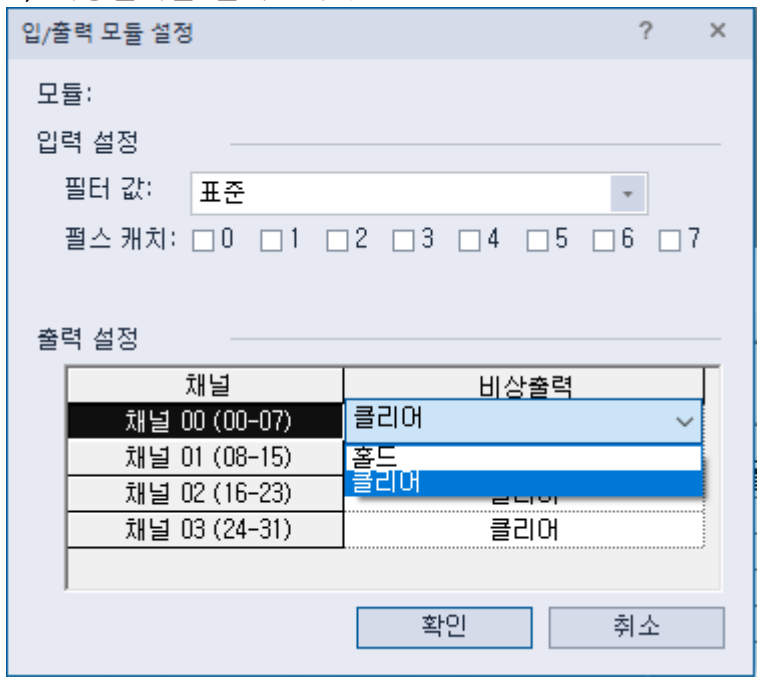 입/출력 모듈 설정 ? ×
모듈:
입력 설정
필터 값: 표준
펄스 캐치: 0 1 2 3 4 5 6 7
출력 설정
채널 비상출력
채널 00 (00-07) 클리어
채널 01 (08-15) 홀드
클리어
채널 02 (16-23)
채널 03 (24-31) 클리어
확인 취소